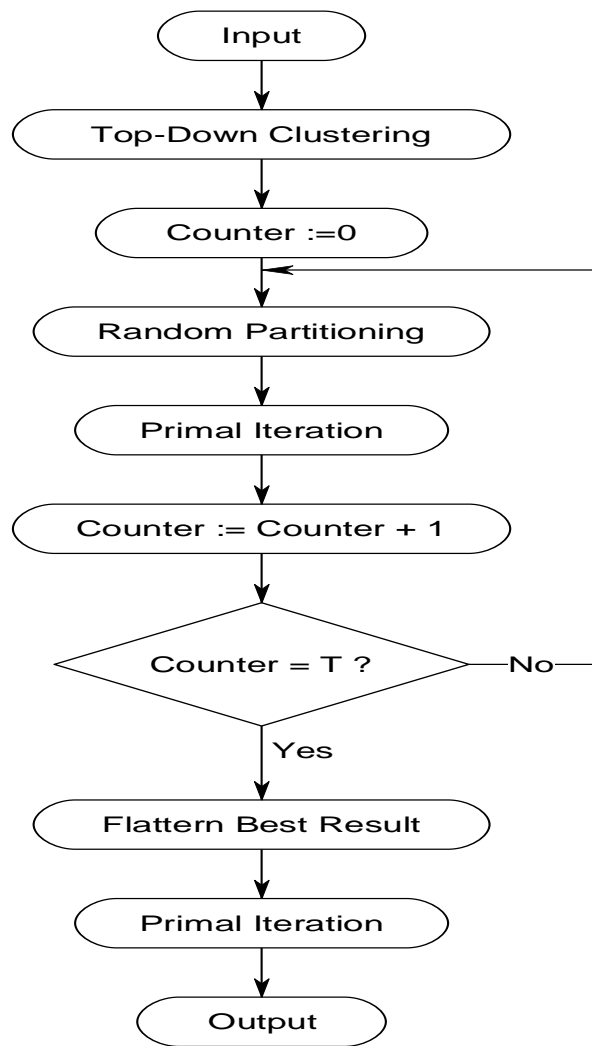 Input
Top-Down Clustering
Counter :=0
Random Partitioning
Primal Iteration
Counter := Counter + 1
Counter = T ?
No
Yes
Flattern Best Result
Primal Iteration
Output